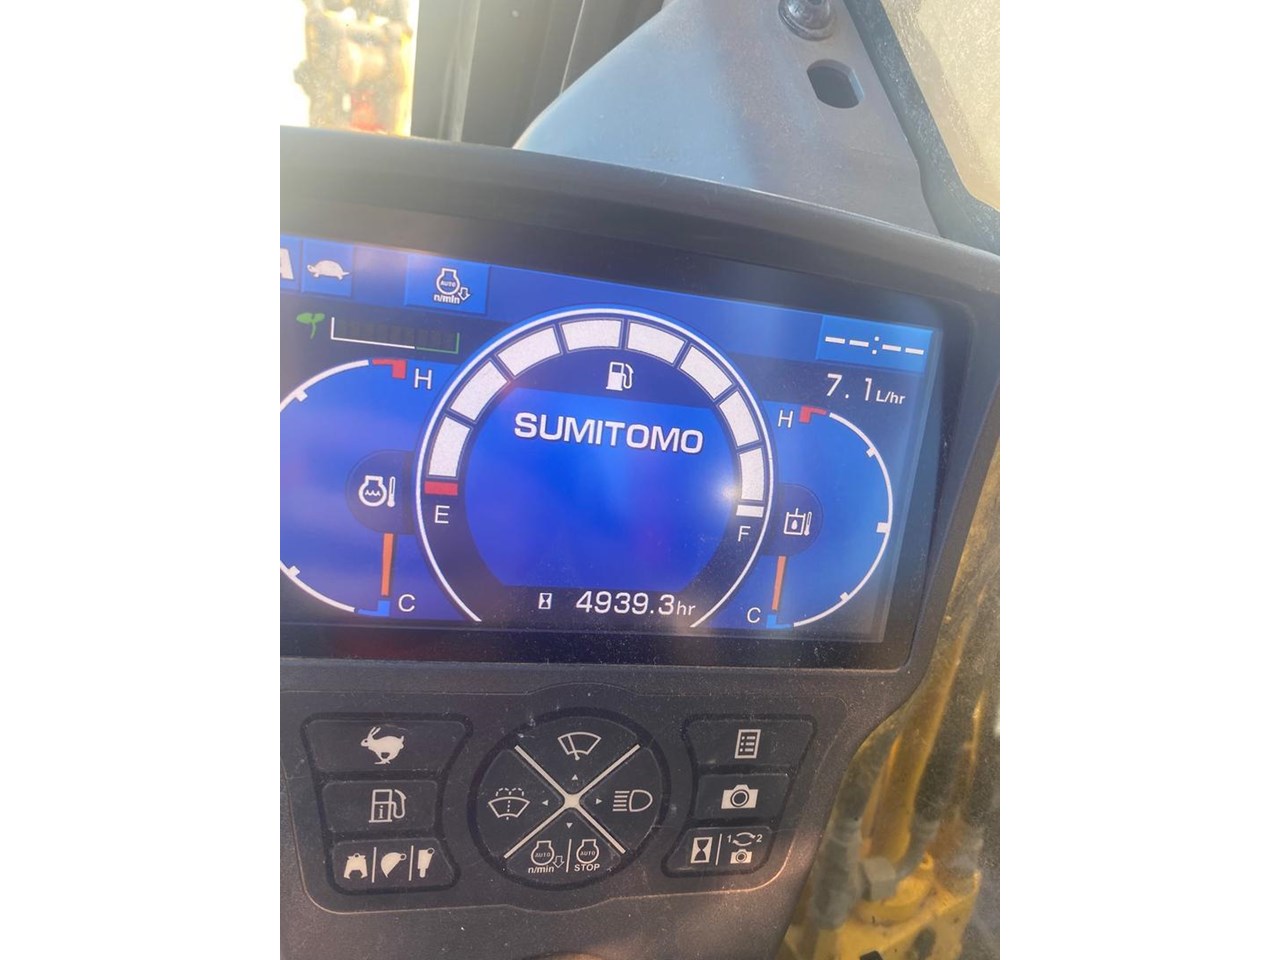 A
AUTO
n/min
--:--
7.1L/hr
H
H
SUMITOMO
E
F
C
C
4939.3hr
AUTO
n/min
AUTO
STOP
1 2